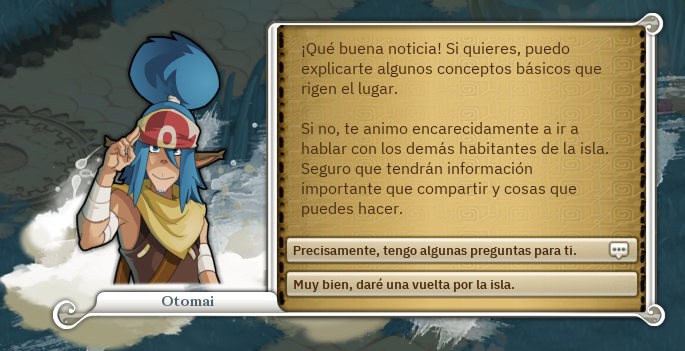 ¡Qué buena noticia! Si quieres, puedo
explicarte algunos conceptos básicos que
rigen el lugar.
Si no, te animo encarecidamente a ir a
hablar con los demás habitantes de la isla.
Seguro que tendrán información
importante que compartir y cosas que
puedes hacer.
Precisamente, tengo algunas preguntas para ti.
Muy bien, daré una vuelta por la isla.
Otomai